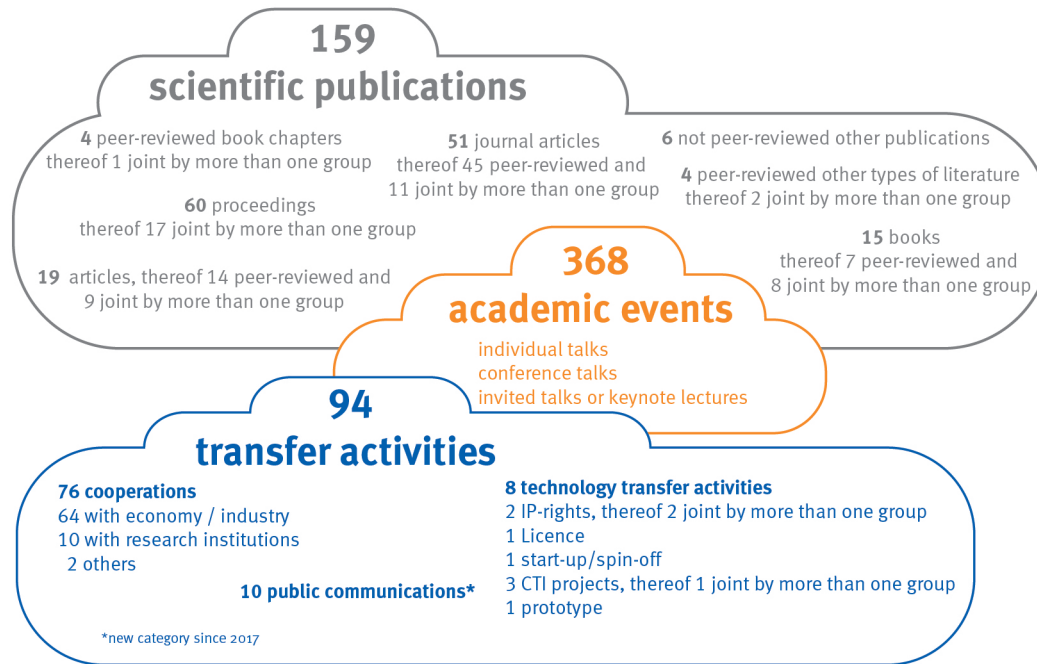 159
scientific publications
4 peer-reviewed book chapters
thereof 1 joint by more than one group
51 journal articles
thereof 45 peer-reviewed and
11 joint by more than one group
6 not peer-reviewed other publications
4 peer-reviewed other types of literature
thereof 2 joint by more than one group
60 proceedings
thereof 17 joint by more than one group
15 books
thereof 7 peer-reviewed and
8 joint by more than one group
19 articles, thereof 14 peer-reviewed and
9 joint by more than one group
368
academic events
individual talks
conference talks
invited talks or keynote lectures
94
transfer activities
76 cooperations
64 with economy / industry
10 with research institutions
2 others
10 public communications*
8 technology transfer activities
2 IP-rights, thereof 2 joint by more than one group
1 Licence
1 start-up/spin-off
3 CTI projects, thereof 1 joint by more than one group
1 prototype
*new category since 2017